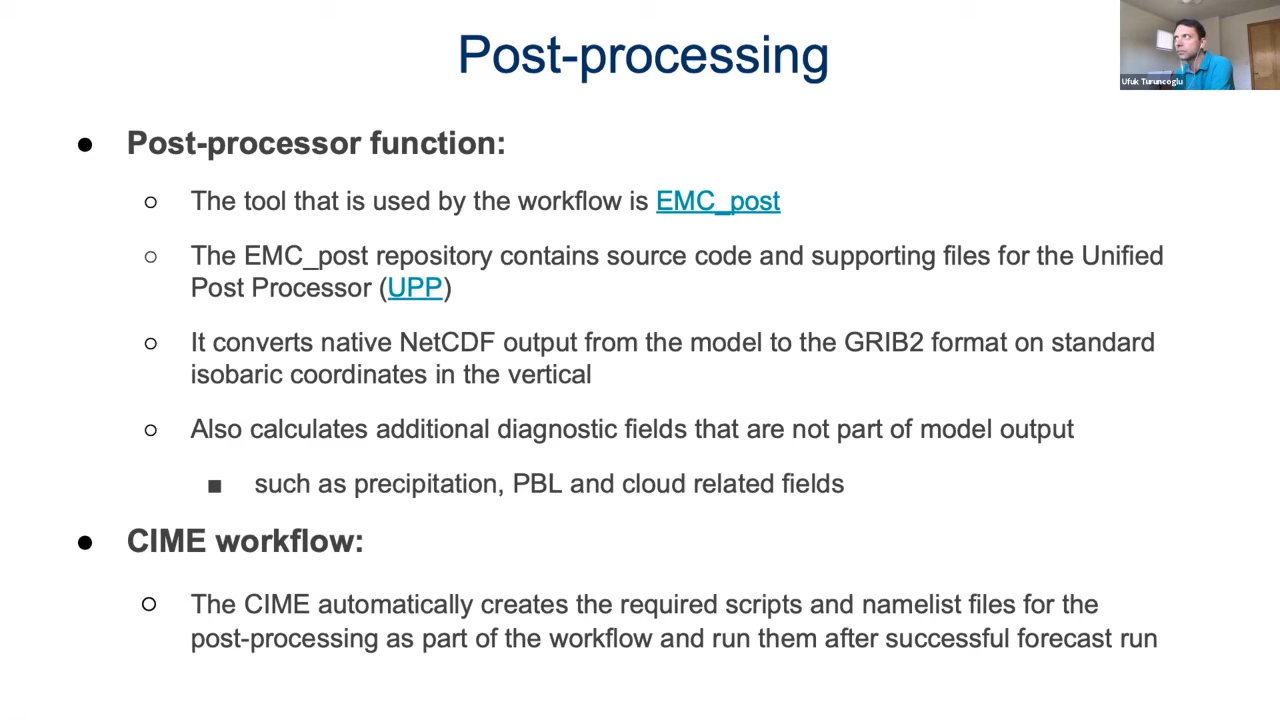 Post-processing
Ufuk Turuncoglu
● Post-processor function:
○ The tool that is used by the workflow is EMC_post
○ The EMC_post repository contains source code and supporting files for the Unified
Post Processor (UPP)
○ It converts native NetCDF output from the model to the GRIB2 format on standard
isobaric coordinates in the vertical
○ Also calculates additional diagnostic fields that are not part of model output
■ such as precipitation, PBL and cloud related fields
● CIME workflow:
○ The CIME automatically creates the required scripts and namelist files for the
post-processing as part of the workflow and run them after successful forecast run